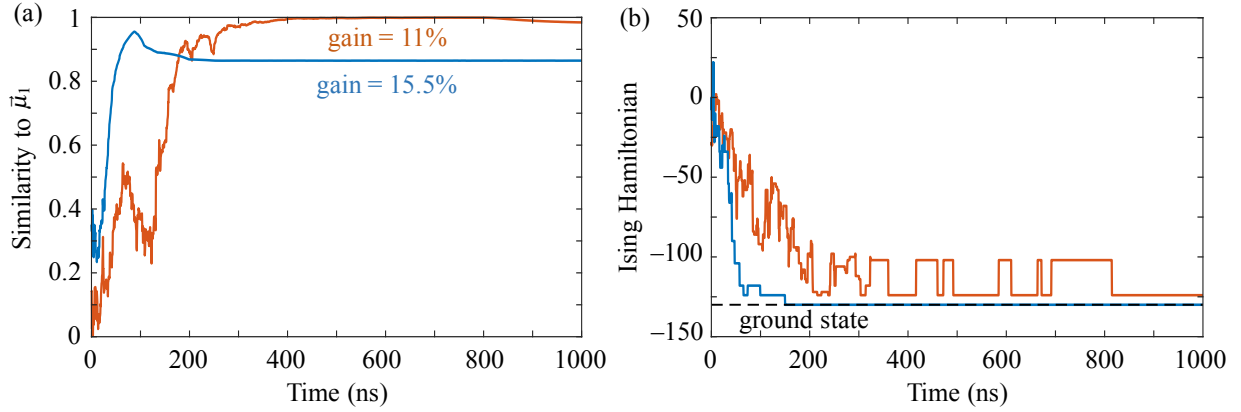 (a)
1
0.8
0.6
0.4
0.2
0
Similarity to μ⃗₁
gain = 11%
gain = 15.5%
0 200 400 600 800 1000
Time (ns)
(b)
50
0
−50
−100
−150
Ising Hamiltonian
ground state
0 200 400 600 800 1000
Time (ns)